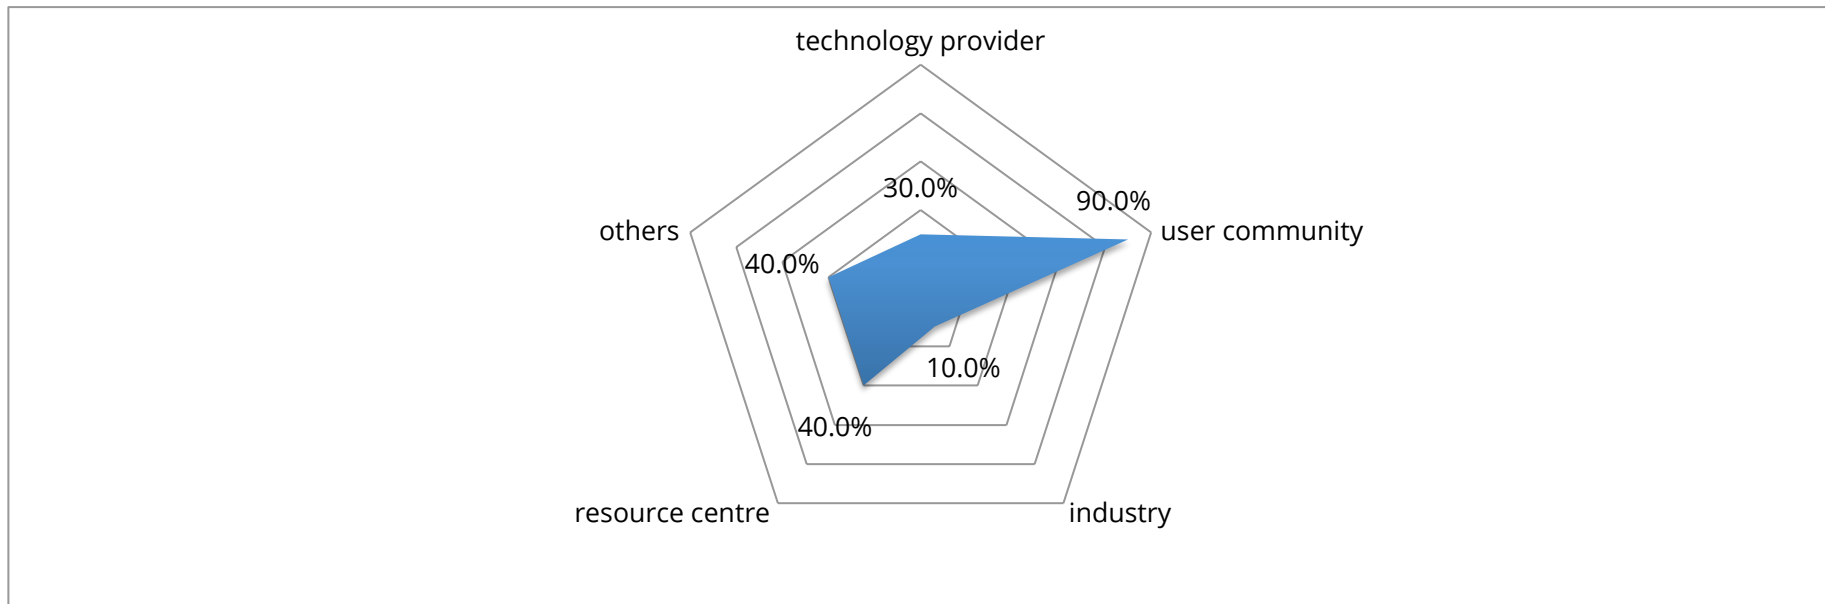 technology provider
30.0%
90.0%
others
user community
40.0%
10.0%
40.0%
resource centre
industry